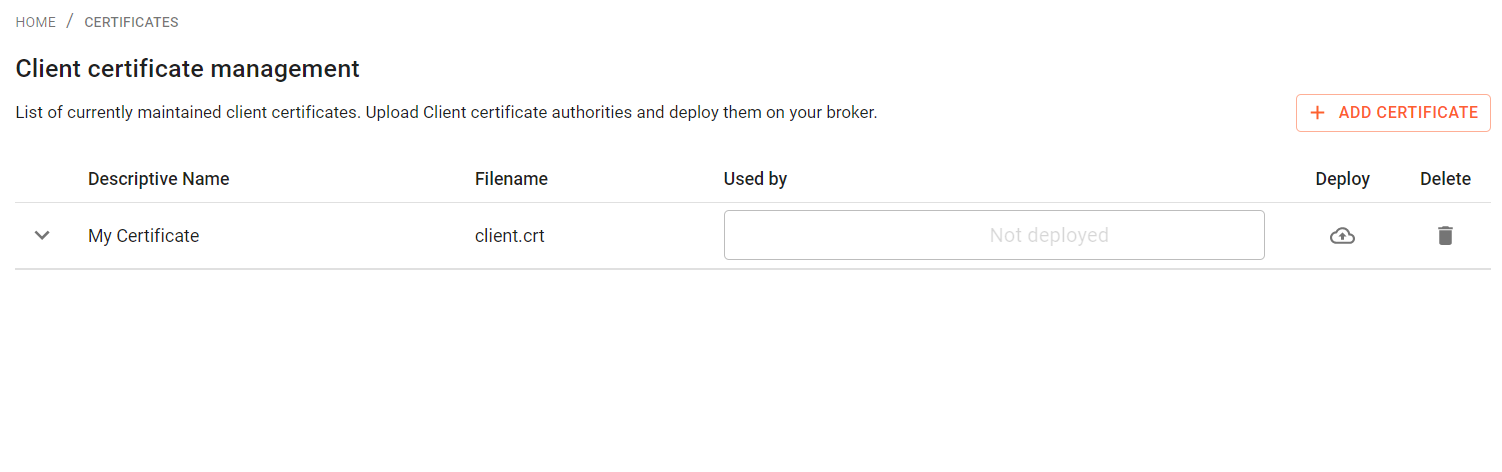 HOME / CERTIFICATES
Client certificate management
List of currently maintained client certificates. Upload Client certificate authorities and deploy them on your broker.
ADD CERTIFICATE
Descriptive Name Filename Used by Deploy Delete
My Certificate client.crt Not deployed